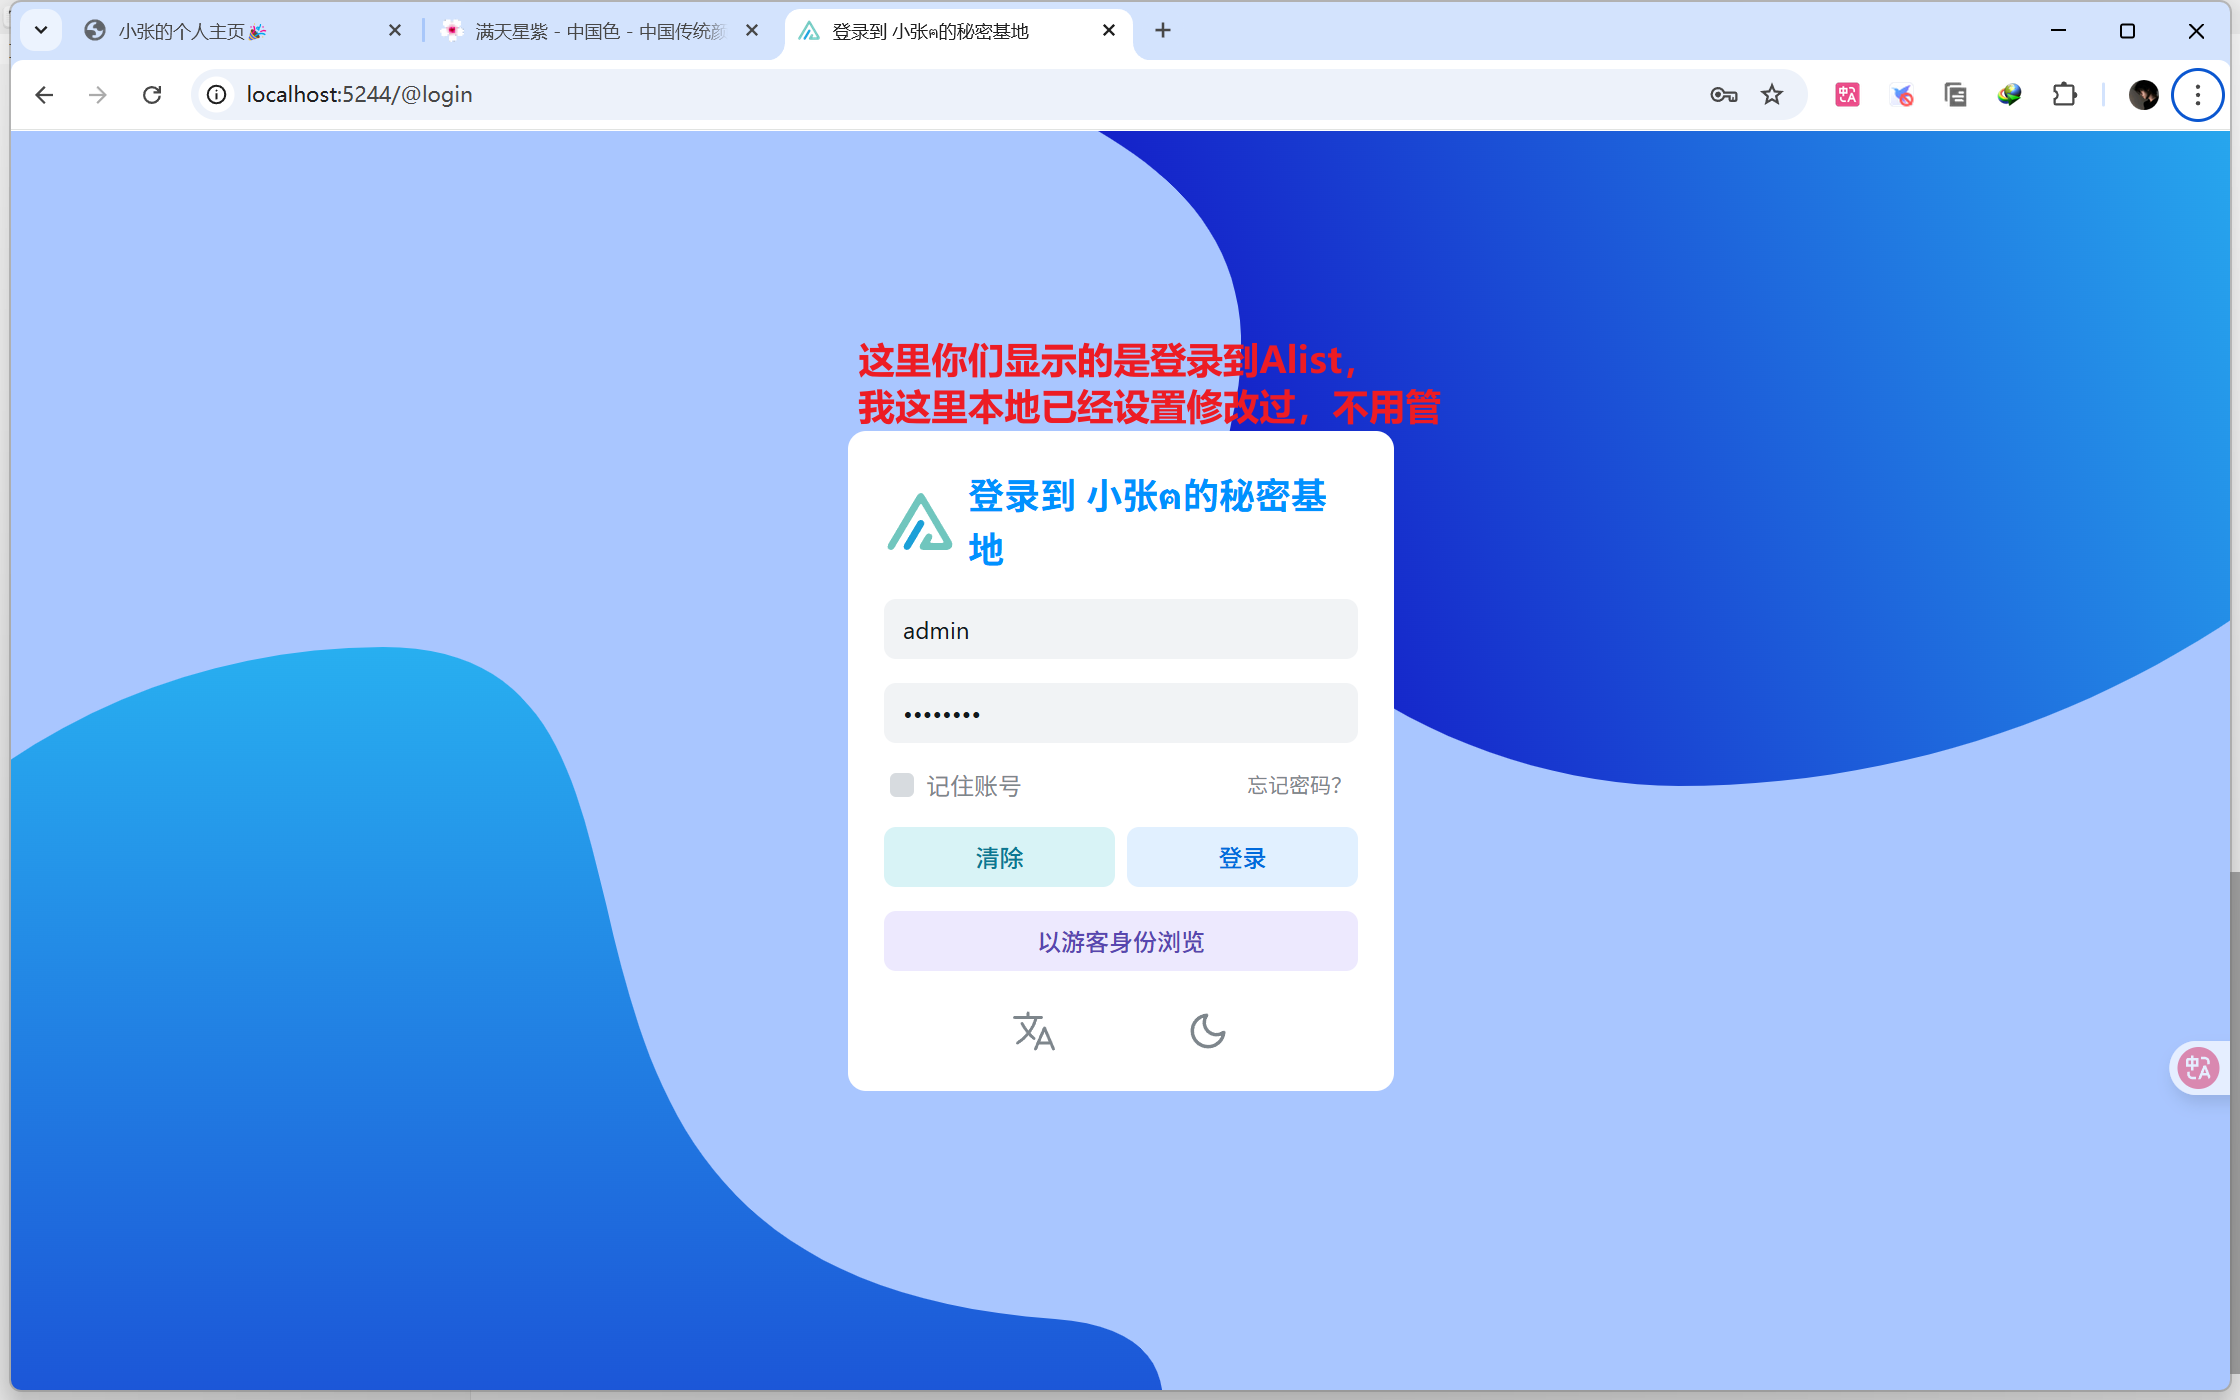 小张的个人主页🎉
满天星紫 - 中国色 - 中国传统颜
登录到 小张ฅ的秘密基地
localhost:5244/@login
这里你们显示的是登录到Alist，
我这里本地已经设置修改过，不用管
登录到 小张ฅ的秘密基
地
admin
••••••••
记住账号
忘记密码？
清除
登录
以游客身份浏览